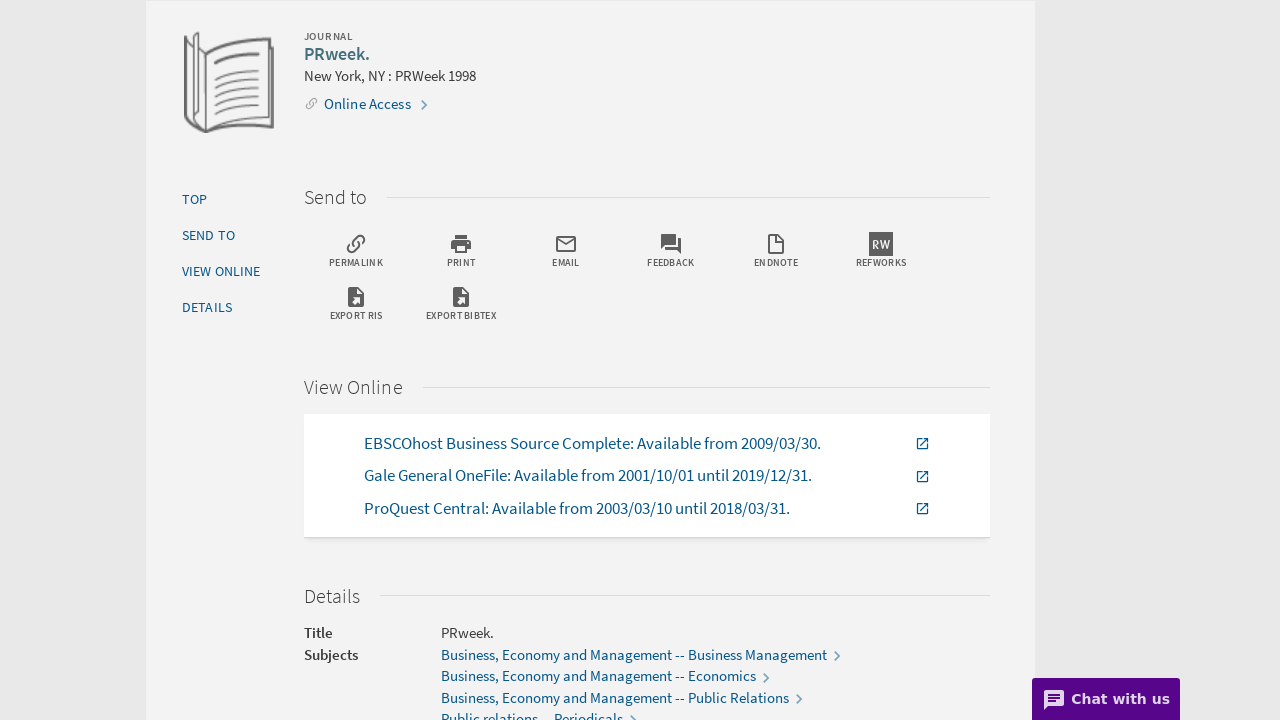 JOURNAL
PRweek.
New York, NY : PRWeek 1998
Online Access
TOP
SEND TO
VIEW ONLINE
DETAILS
Send to
PERMALINK
PRINT
EMAIL
FEEDBACK
ENDNOTE
RW
REFWORKS
EXPORT RIS
EXPORT BIBTEX
View Online
EBSCOhost Business Source Complete: Available from 2009/03/30.
Gale General OneFile: Available from 2001/10/01 until 2019/12/31.
ProQuest Central: Available from 2003/03/10 until 2018/03/31.
Details
Title PRweek.
Subjects Business, Economy and Management -- Business Management
Business, Economy and Management -- Economics
Business, Economy and Management -- Public Relations
Public relations -- Periodicals
Chat with us